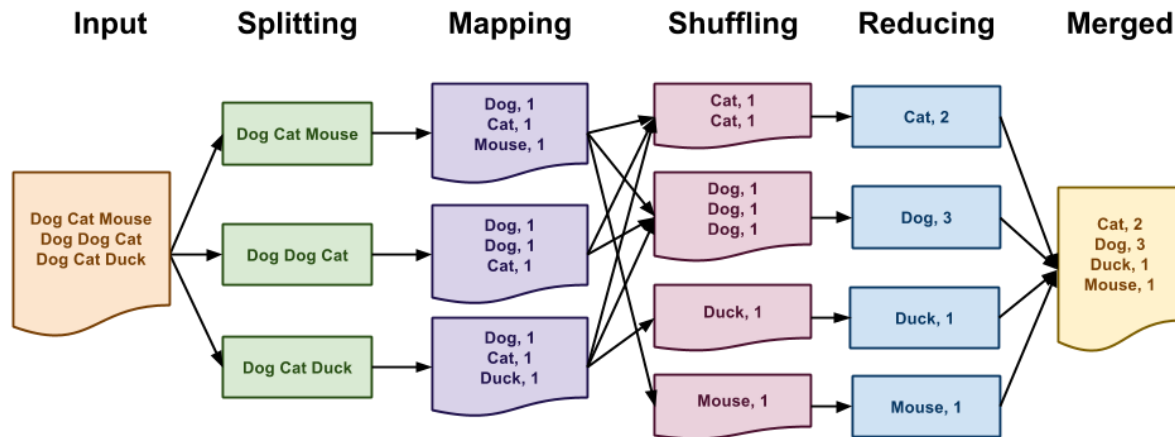 Input
Splitting
Mapping
Shuffling
Reducing
Merged
Dog Cat Mouse
Dog Dog Cat
Dog Cat Duck
Dog Cat Mouse
Dog Dog Cat
Dog Cat Duck
Dog, 1
Cat, 1
Mouse, 1
Dog, 1
Dog, 1
Cat, 1
Dog, 1
Cat, 1
Duck, 1
Cat, 1
Cat, 1
Dog, 1
Dog, 1
Dog, 1
Duck, 1
Mouse, 1
Cat, 2
Dog, 3
Duck, 1
Mouse, 1
Cat, 2
Dog, 3
Duck, 1
Mouse, 1